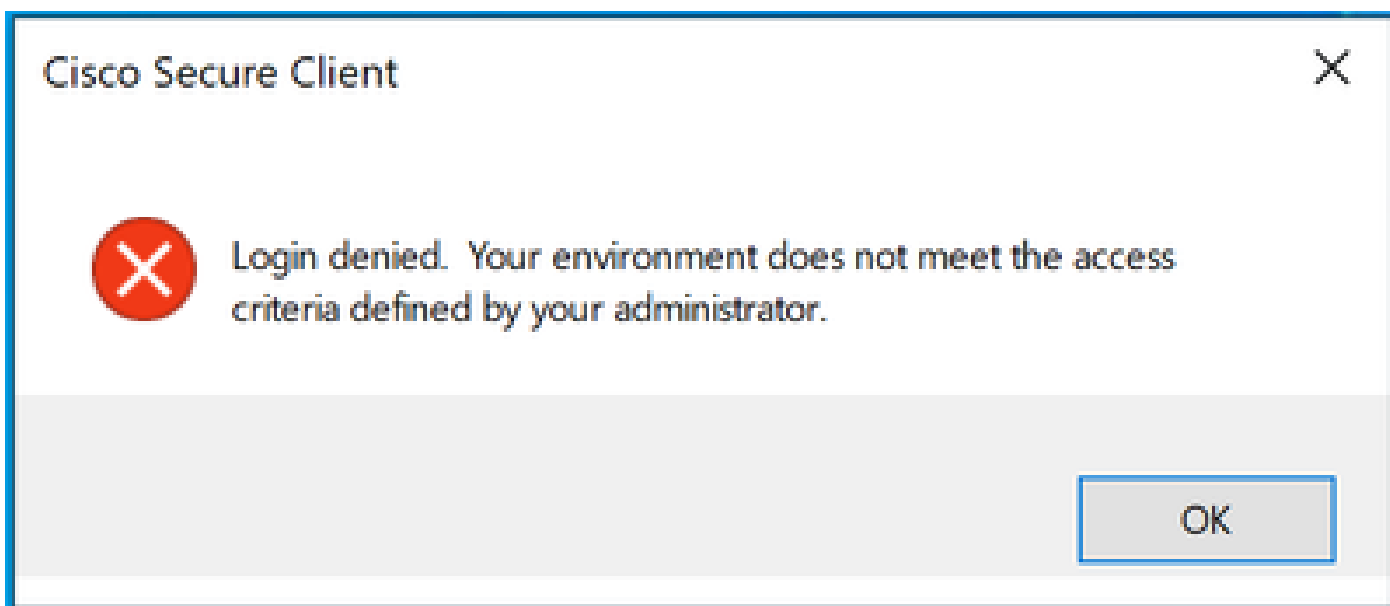 Cisco Secure Client
Login denied.  Your environment does not meet the access
criteria defined by your administrator.
OK